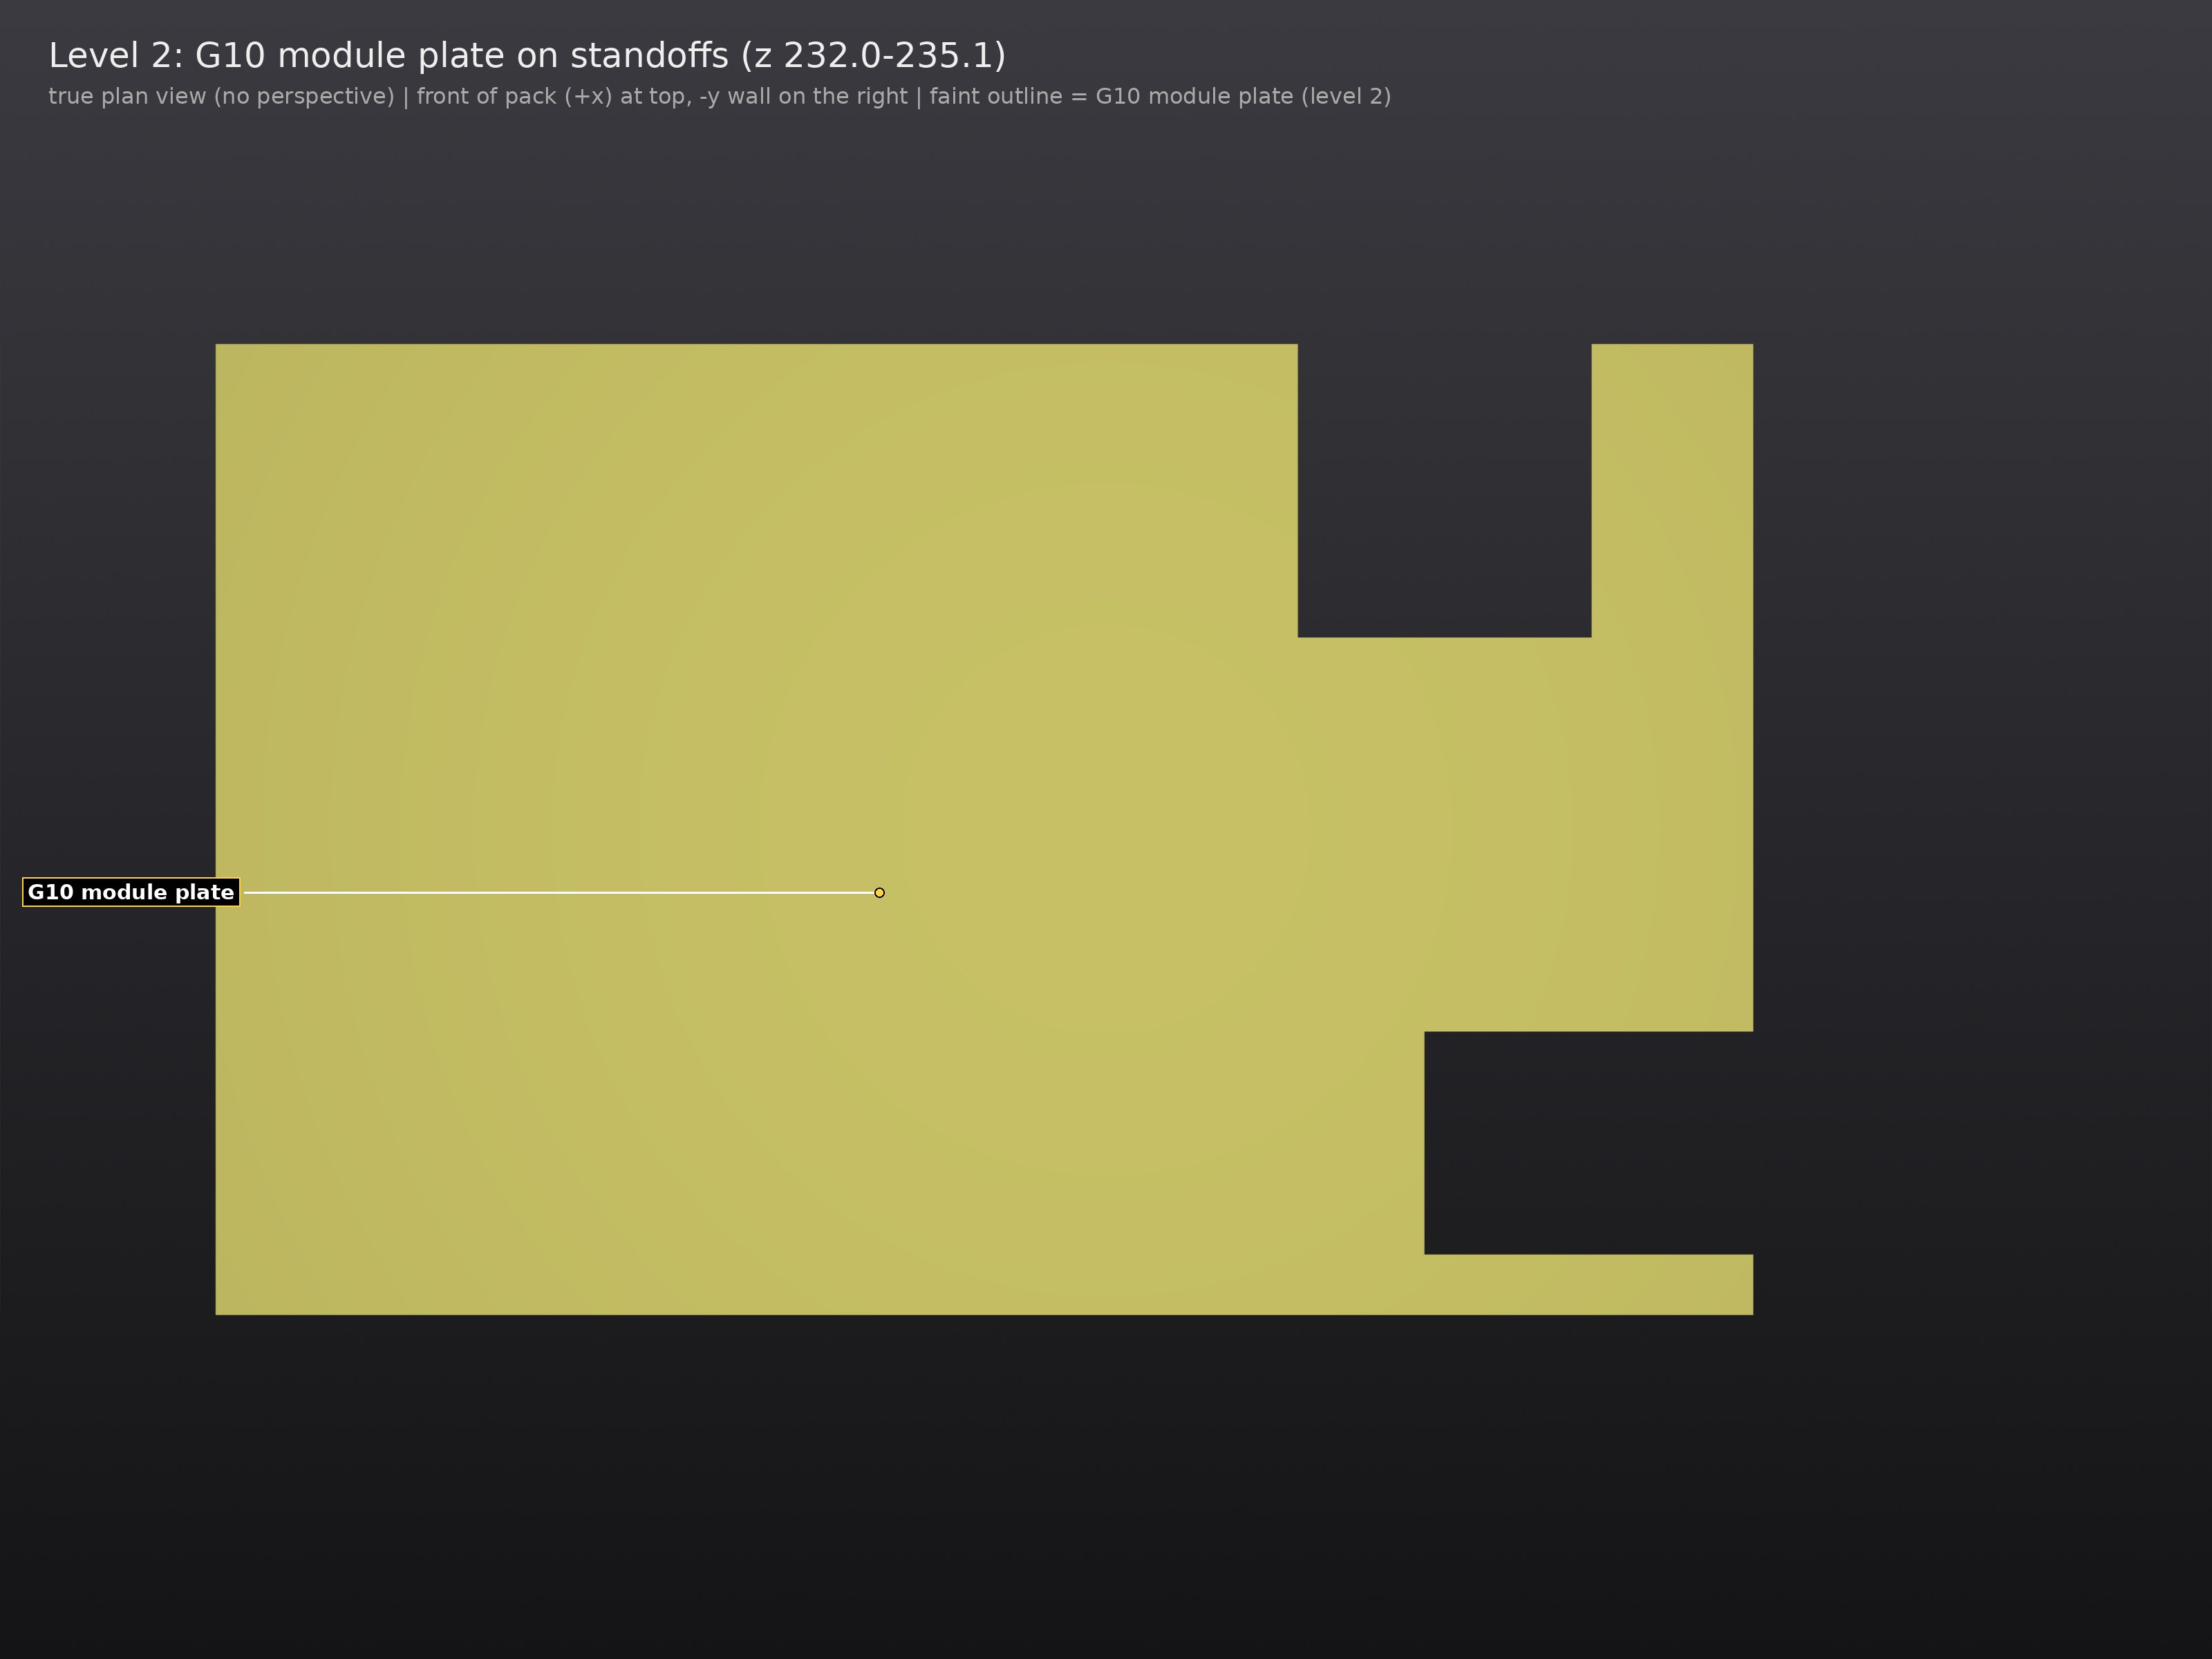 Level 2: G10 module plate on standoffs (z 232.0-235.1)
true plan view (no perspective) | front of pack (+x) at top, -y wall on the right | faint outline = G10 module plate (level 2)
G10 module plate